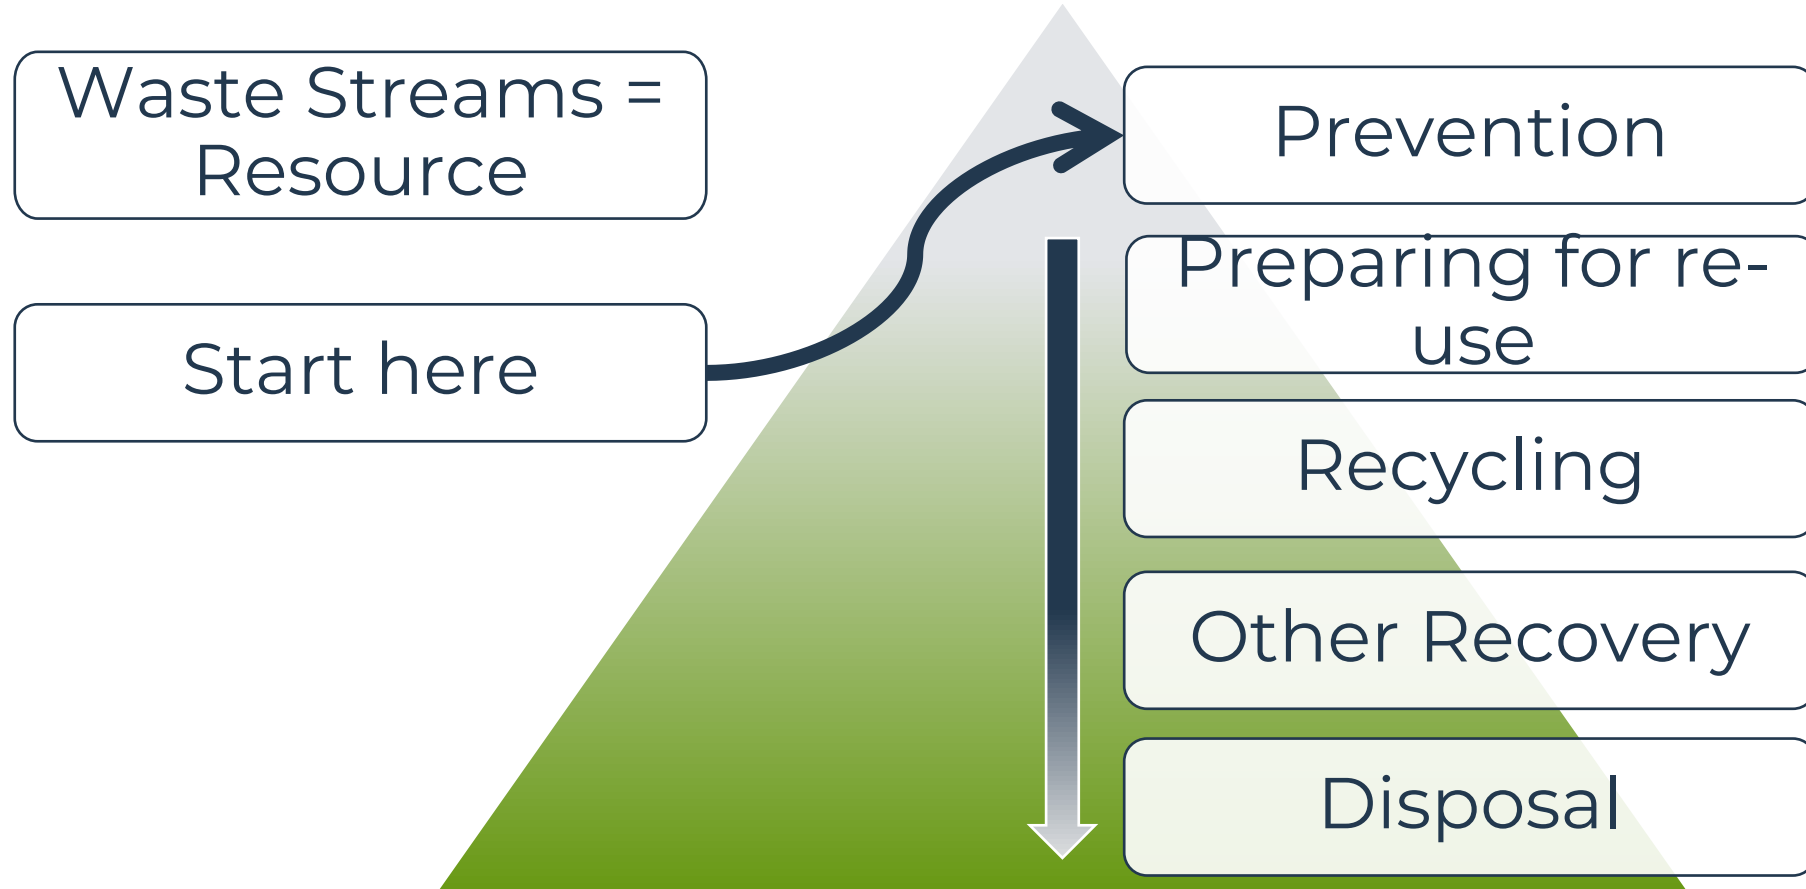 Waste Streams =
Resource
Start here
Prevention
Preparing for re-
use
Recycling
Other Recovery
Disposal